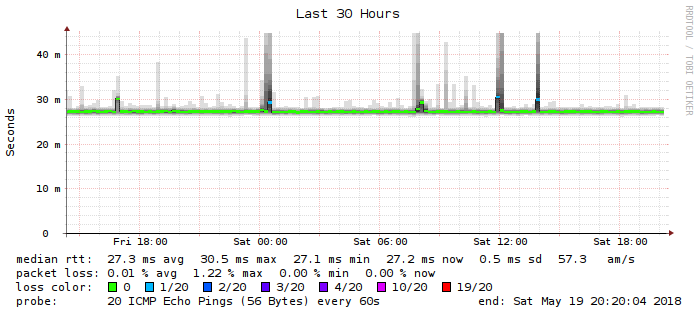 Last 30 Hours
RRDTOOL / TOBI OETIKER
Seconds
40 m
30 m
20 m
10 m
0
Fri 18:00 Sat 00:00 Sat 06:00 Sat 12:00 Sat 18:00
median rtt: 27.3 ms avg 30.5 ms max 27.1 ms min 27.2 ms now 0.5 ms sd 57.3 am/s
packet loss: 0.01 % avg 1.22 % max 0.00 % min 0.00 % now
loss color: 0 1/20 2/20 3/20 4/20 10/20 19/20
probe: 20 ICMP Echo Pings (56 Bytes) every 60s end: Sat May 19 20:20:04 2018